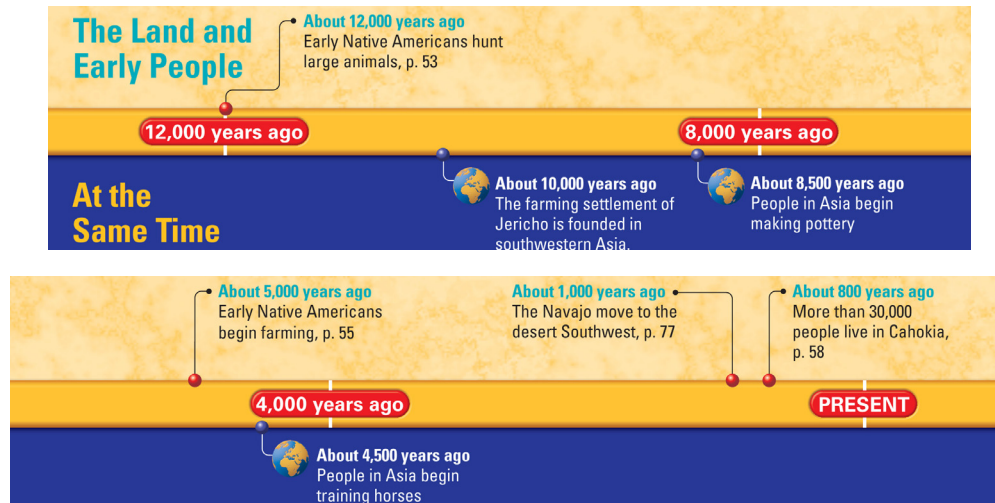 The Land and
Early People
About 12,000 years ago
Early Native Americans hunt
large animals, p. 53
12,000 years ago
8,000 years ago
At the
Same Time
About 10,000 years ago
The farming settlement of
Jericho is founded in
southwestern Asia.
About 8,500 years ago
People in Asia begin
making pottery
About 5,000 years ago
Early Native Americans
begin farming, p. 55
About 1,000 years ago
The Navajo move to the
desert Southwest, p. 77
About 800 years ago
More than 30,000
people live in Cahokia,
p. 58
4,000 years ago
PRESENT
About 4,500 years ago
People in Asia begin
training horses